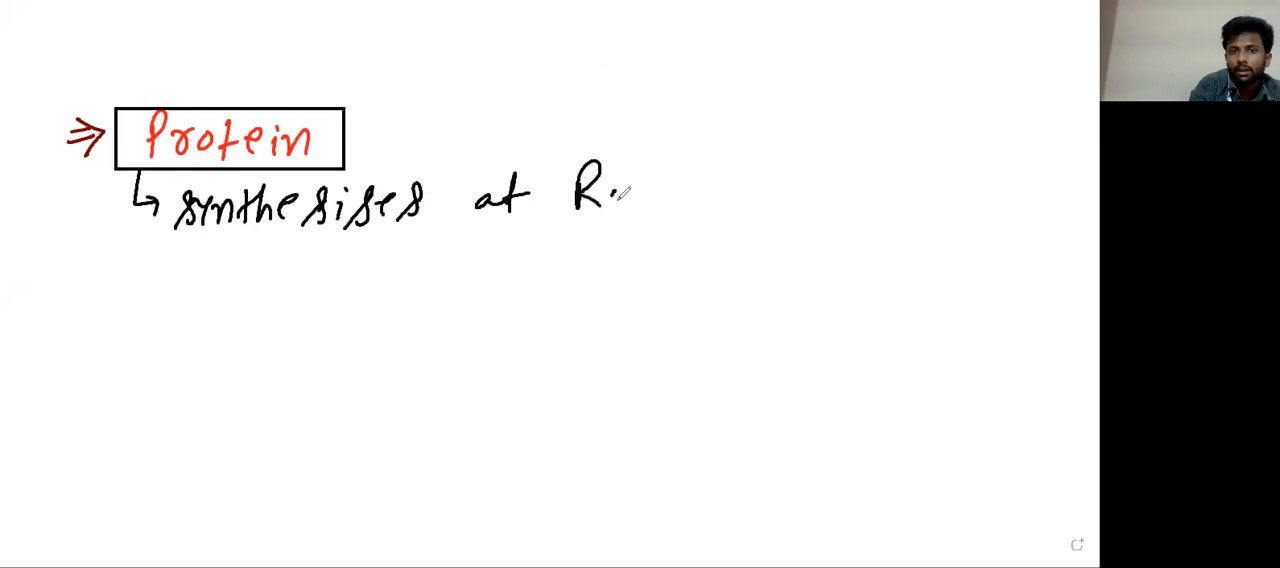 ⇒ Protein
↳ synthesises at R.